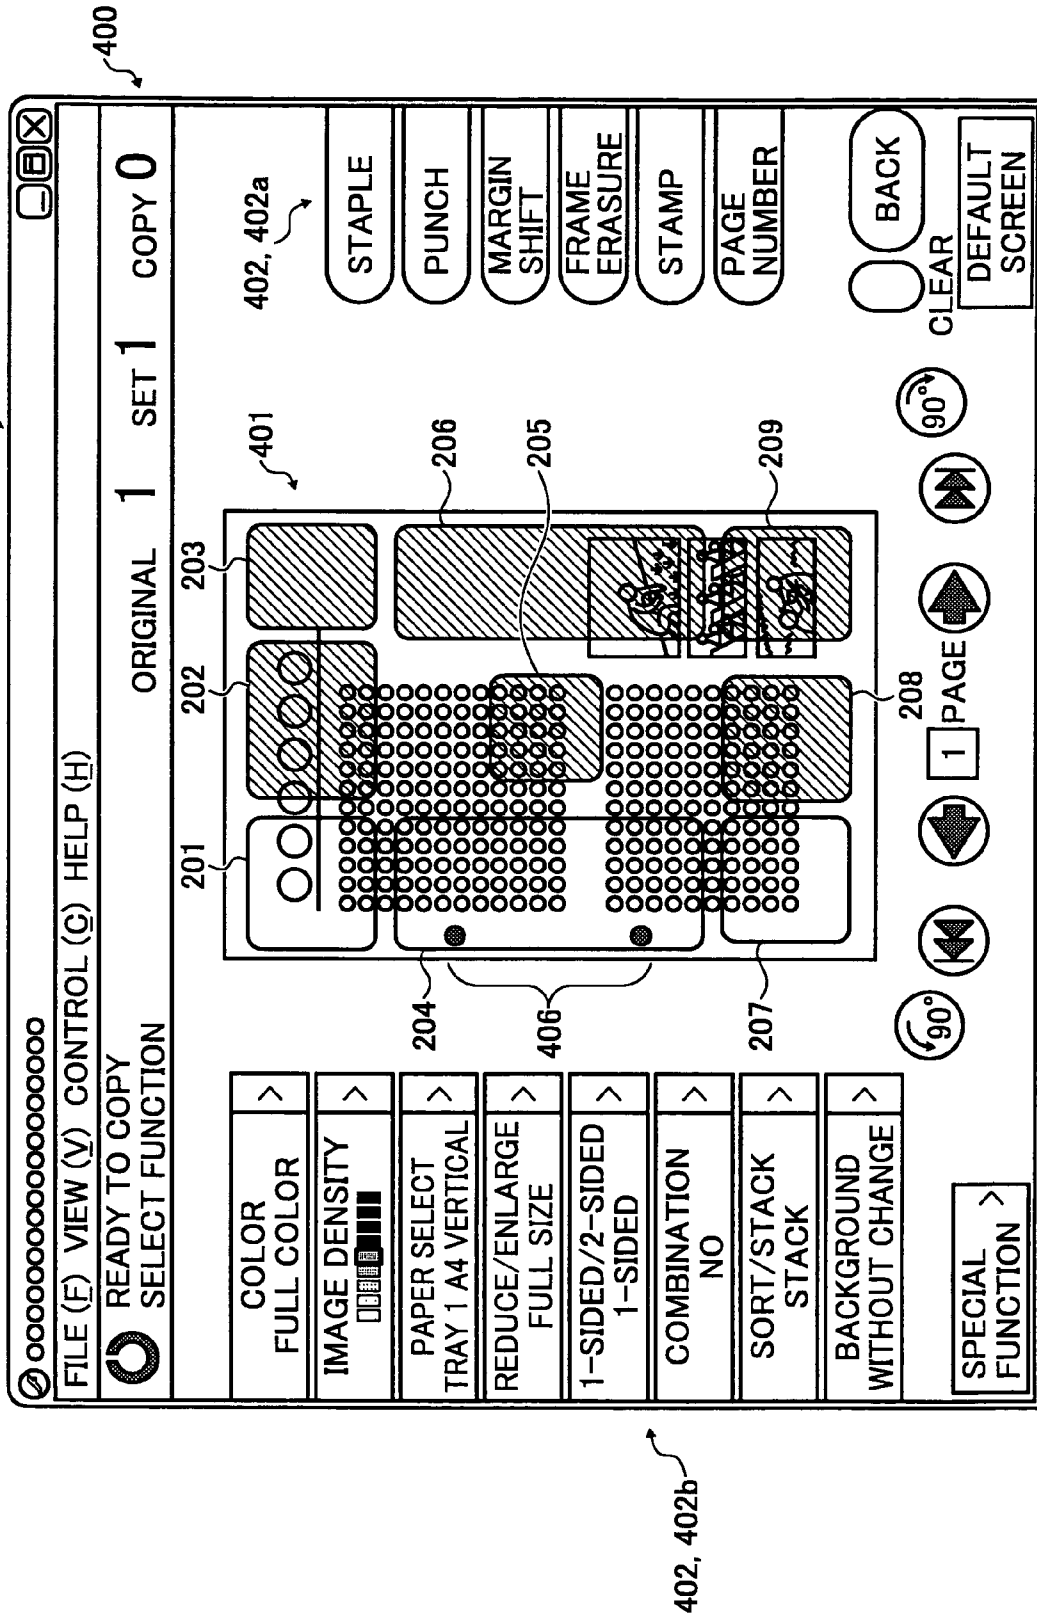 400
OOOOOOOOOOOOOOOO
FILE (F) VIEW (V) CONTROL (C) HELP (H)
READY TO COPY
SELECT FUNCTION
ORIGINAL 1 SET 1 COPY 0
COLOR
FULL COLOR
>
IMAGE DENSITY
>
PAPER SELECT
TRAY 1 A4 VERTICAL
>
REDUCE/ENLARGE
FULL SIZE
>
1-SIDED/2-SIDED
1-SIDED
>
COMBINATION
NO
>
SORT/STACK
STACK
>
BACKGROUND
WITHOUT CHANGE
>
SPECIAL
FUNCTION >
402, 402b
201
202
203
401
204
406
206
205
207
208
209
90°
1 PAGE
90°
402, 402a
STAPLE
PUNCH
MARGIN
SHIFT
FRAME
ERASURE
STAMP
PAGE
NUMBER
CLEAR
BACK
DEFAULT
SCREEN